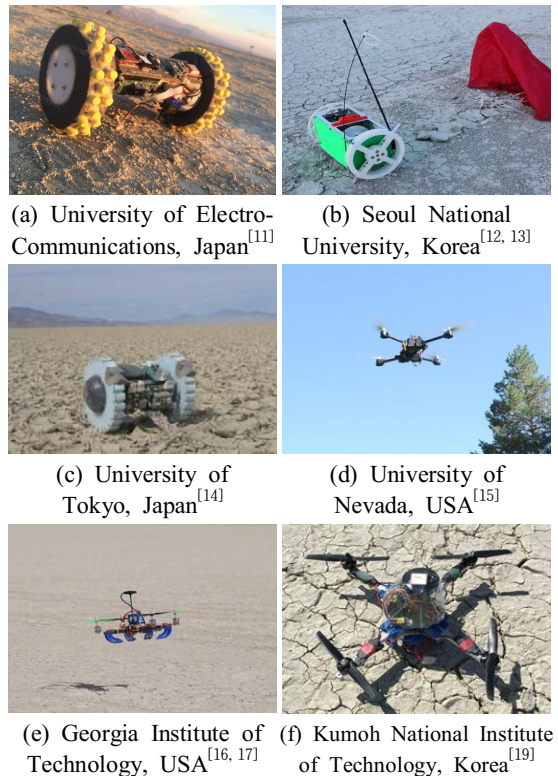 (a) University of Electro-
Communications, Japan[11]
(b) Seoul National
University, Korea[12, 13]
(c) University of
Tokyo, Japan[14]
(d) University of
Nevada, USA[15]
(e) Georgia Institute of
Technology, USA[16, 17]
(f) Kumoh National Institute
of Technology, Korea[19]